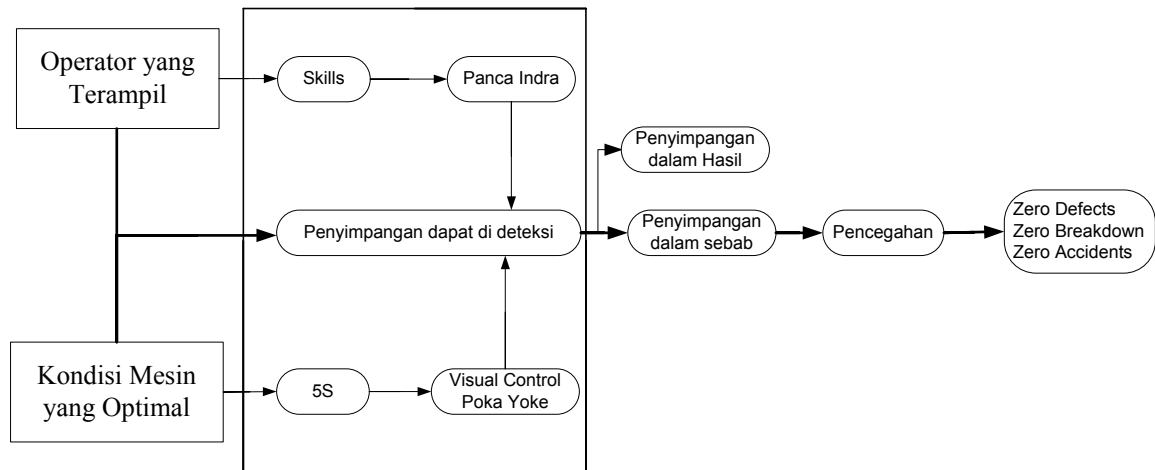 Operator yang
Terampil
Skills
Panca Indra
Penyimpangan
dalam Hasil
Penyimpangan dapat di deteksi
Penyimpangan
dalam sebab
Pencegahan
Zero Defects
Zero Breakdown
Zero Accidents
Kondisi Mesin
yang Optimal
5S
Visual Control
Poka Yoke